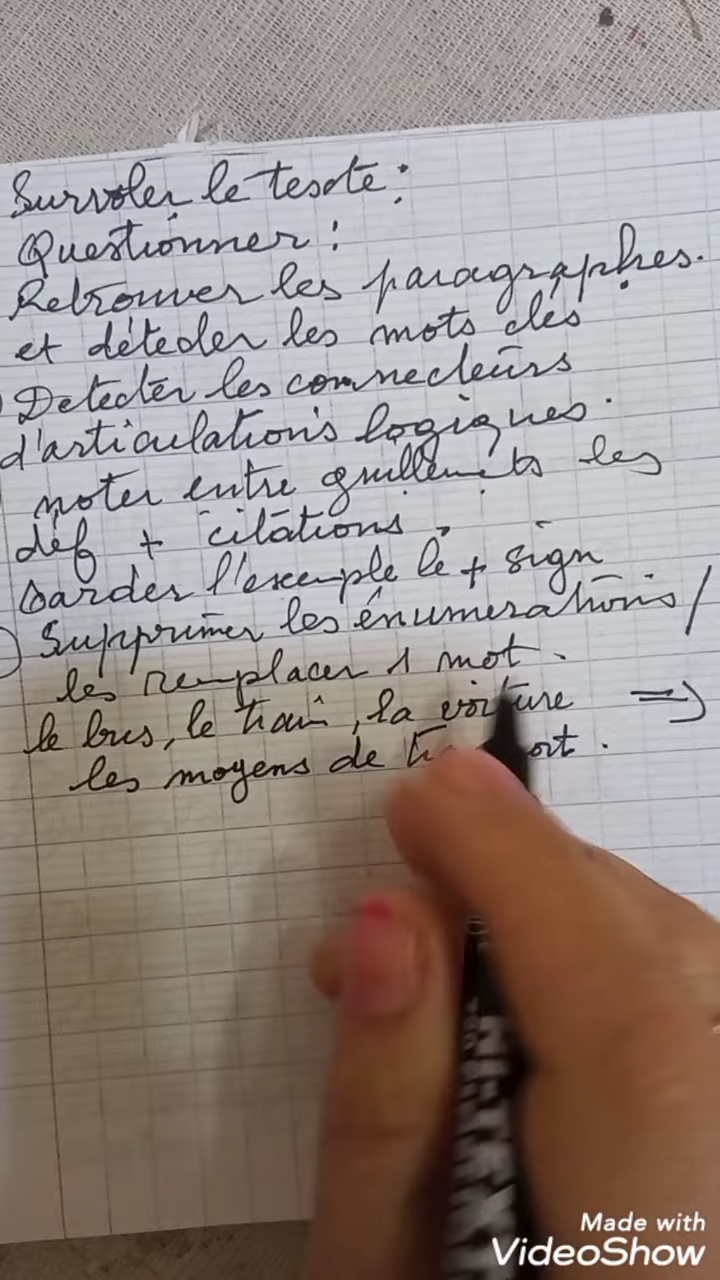 Survoler le texte :
Questionner :
Retrouver les paragraphes.
et détecter les mots clés
Detecter les connecteurs
d'articulations logiques.
noter entre guillemets les
déf + citations.
Garder l'exemple le + sign
Supprimer les énumerations /
les remplacer 1 mot.
le bus, le train, la voiture =>
les moyens de
Made with
VideoShow